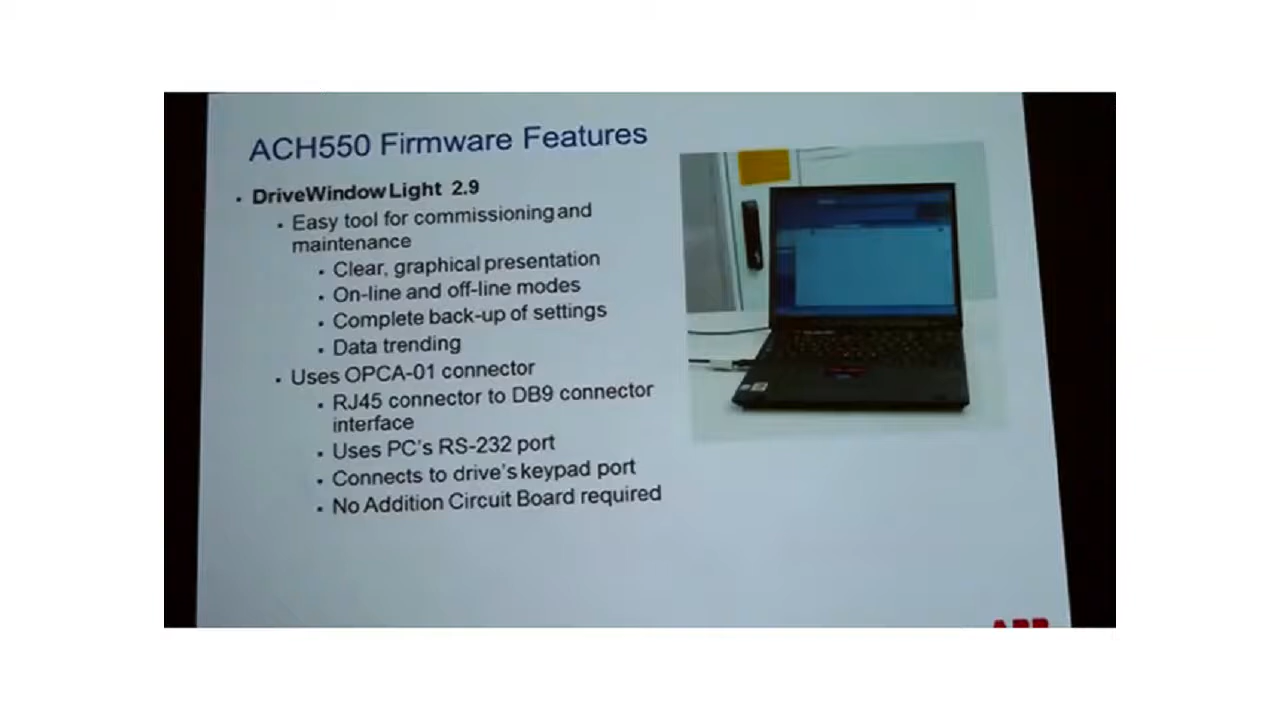 ACH550 Firmware Features
• DriveWindow Light 2.9
• Easy tool for commissioning and
maintenance
• Clear, graphical presentation
• On-line and off-line modes
• Complete back-up of settings
• Data trending
• Uses OPCA-01 connector
• RJ45 connector to DB9 connector
interface
• Uses PC's RS-232 port
• Connects to drive's keypad port
• No Addition Circuit Board required
ABB